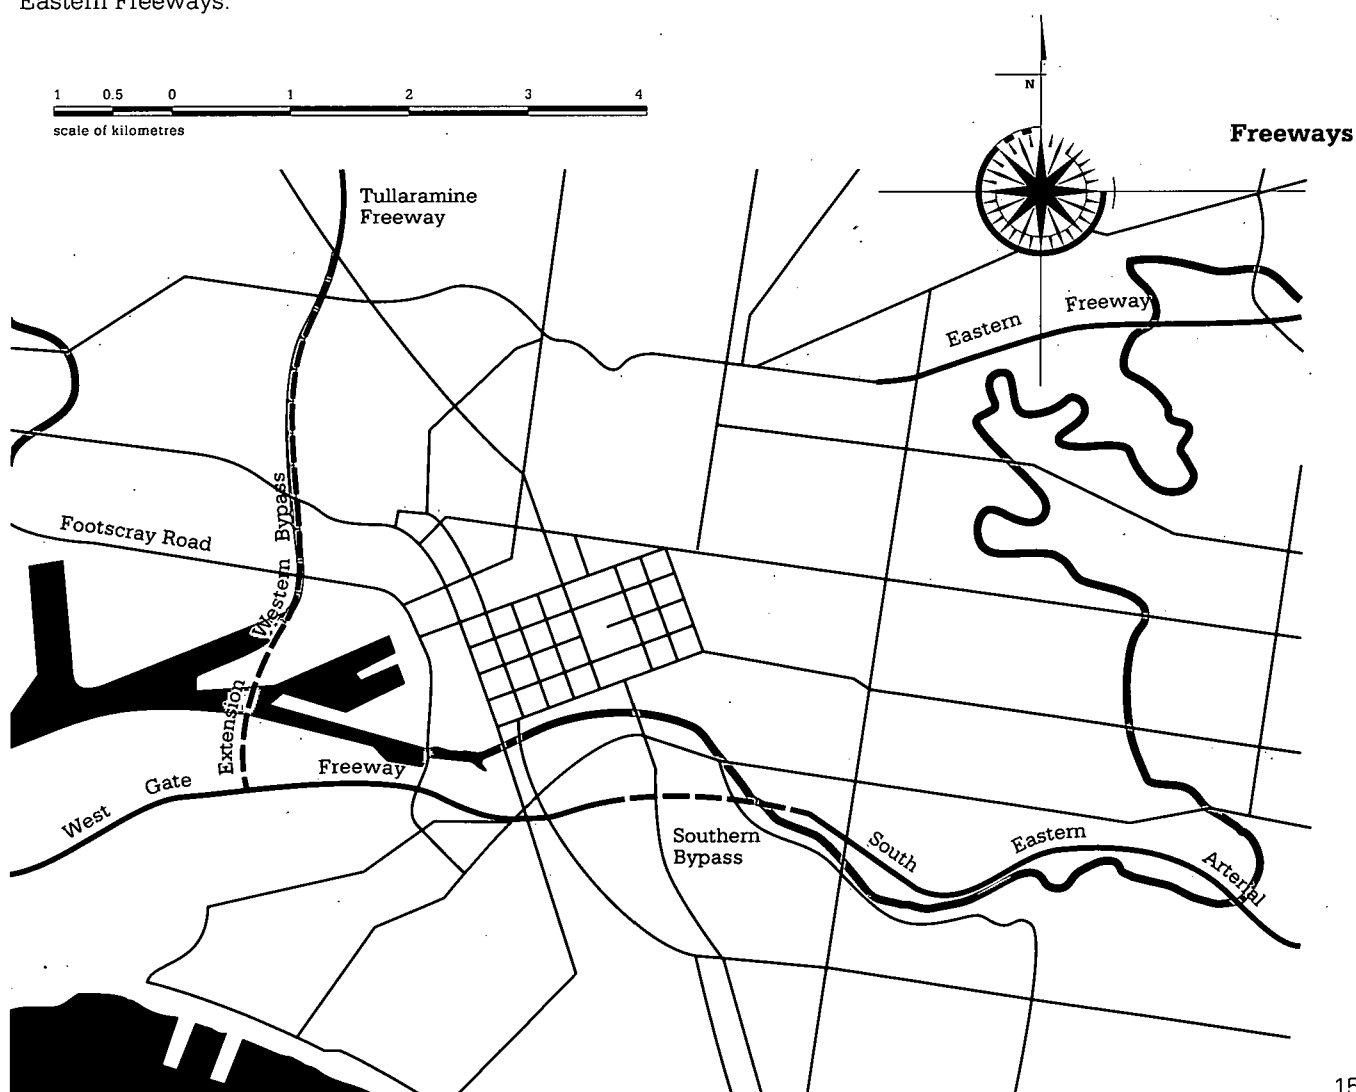 Eastern Freeways.
1 0.5 0 1 2 3 4
scale of kilometres
N
Freeways
Tullaramine
Freeway
Eastern Freeway
Footscray Road
Western Bypass
Extension
West Gate Freeway
Southern
Bypass
South Eastern Arterial
15